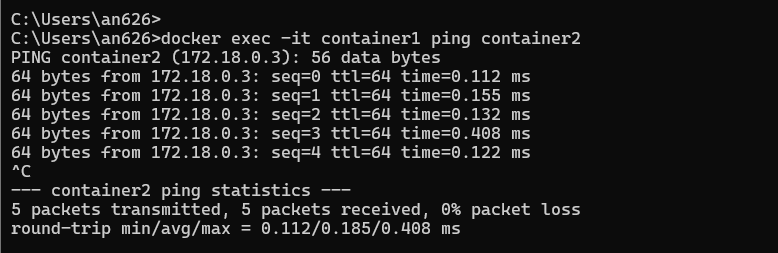 C:\Users\an626>
C:\Users\an626>docker exec -it container1 ping container2
PING container2 (172.18.0.3): 56 data bytes
64 bytes from 172.18.0.3: seq=0 ttl=64 time=0.112 ms
64 bytes from 172.18.0.3: seq=1 ttl=64 time=0.155 ms
64 bytes from 172.18.0.3: seq=2 ttl=64 time=0.132 ms
64 bytes from 172.18.0.3: seq=3 ttl=64 time=0.408 ms
64 bytes from 172.18.0.3: seq=4 ttl=64 time=0.122 ms
^C
--- container2 ping statistics ---
5 packets transmitted, 5 packets received, 0% packet loss
round-trip min/avg/max = 0.112/0.185/0.408 ms